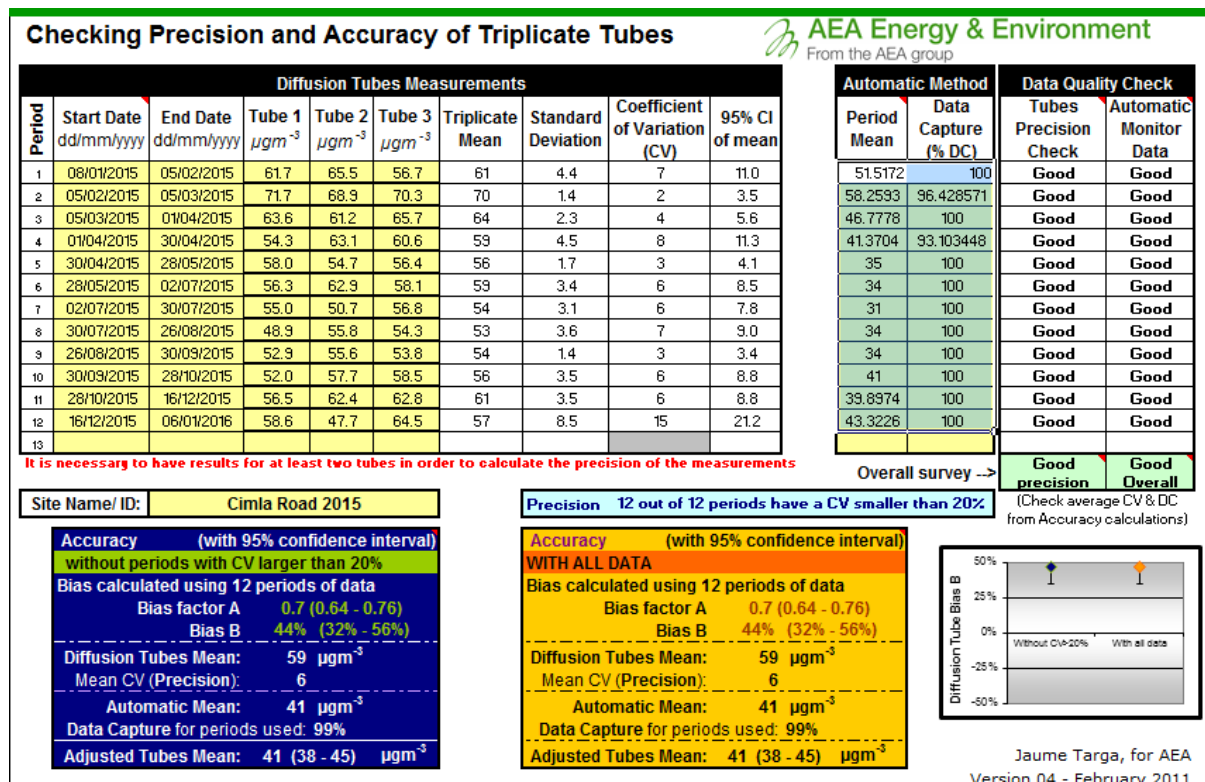 Checking Precision and Accuracy of Triplicate Tubes
AEA Energy & Environment
From the AEA group
Diffusion Tubes Measurements
Automatic Method
Data Quality Check
Period
Start Date dd/mm/yyyy
End Date dd/mm/yyyy
Tube 1 µgm-3
Tube 2 µgm-3
Tube 3 µgm-3
Triplicate Mean
Standard Deviation
Coefficient of Variation (CV)
95% CI of mean
Period Mean
Data Capture (% DC)
Tubes Precision Check
Automatic Monitor Data
1 08/01/2015 05/02/2015 61.7 65.5 56.7 61 4.4 7 11.0 51.5172 100 Good Good
2 05/02/2015 05/03/2015 71.7 68.9 70.3 70 1.4 2 3.5 58.2593 96.428571 Good Good
3 05/03/2015 01/04/2015 63.6 61.2 65.7 64 2.3 4 5.6 46.7778 100 Good Good
4 01/04/2015 30/04/2015 54.3 63.1 60.6 59 4.5 8 11.3 41.3704 93.103448 Good Good
5 30/04/2015 28/05/2015 58.0 54.7 56.4 56 1.7 3 4.1 35 100 Good Good
6 28/05/2015 02/07/2015 56.3 62.9 58.1 59 3.4 6 8.5 34 100 Good Good
7 02/07/2015 30/07/2015 55.0 50.7 56.8 54 3.1 6 7.8 31 100 Good Good
8 30/07/2015 26/08/2015 48.9 55.8 54.3 53 3.6 7 9.0 34 100 Good Good
9 26/08/2015 30/09/2015 52.9 55.6 53.8 54 1.4 3 3.4 34 100 Good Good
10 30/09/2015 28/10/2015 52.0 57.7 58.5 56 3.5 6 8.8 41 100 Good Good
11 28/10/2015 16/12/2015 56.5 62.4 62.8 61 3.5 6 8.8 39.8974 100 Good Good
12 16/12/2015 06/01/2016 58.6 47.7 64.5 57 8.5 15 21.2 43.3226 100 Good Good
13
It is necessary to have results for at least two tubes in order to calculate the precision of the measurements
Overall survey --> Good precision Good Overall
Site Name/ ID: Cimla Road 2015
Precision 12 out of 12 periods have a CV smaller than 20%
(Check average CV & DC from Accuracy calculations)
Accuracy (with 95% confidence interval)
without periods with CV larger than 20%
Bias calculated using 12 periods of data
Bias factor A 0.7 (0.64 - 0.76)
Bias B 44% (32% - 56%)
Diffusion Tubes Mean: 59 µgm-3
Mean CV (Precision): 6
Automatic Mean: 41 µgm-3
Data Capture for periods used: 99%
Adjusted Tubes Mean: 41 (38 - 45) µgm-3
Accuracy (with 95% confidence interval)
WITH ALL DATA
Bias calculated using 12 periods of data
Bias factor A 0.7 (0.64 - 0.76)
Bias B 44% (32% - 56%)
Diffusion Tubes Mean: 59 µgm-3
Mean CV (Precision): 6
Automatic Mean: 41 µgm-3
Data Capture for periods used: 99%
Adjusted Tubes Mean: 41 (38 - 45) µgm-3
Diffusion Tube Bias B
50%
25%
0%
-25%
-50%
Without CV>20%
With all data
Jaume Targa, for AEA
Version 04 - February 2011